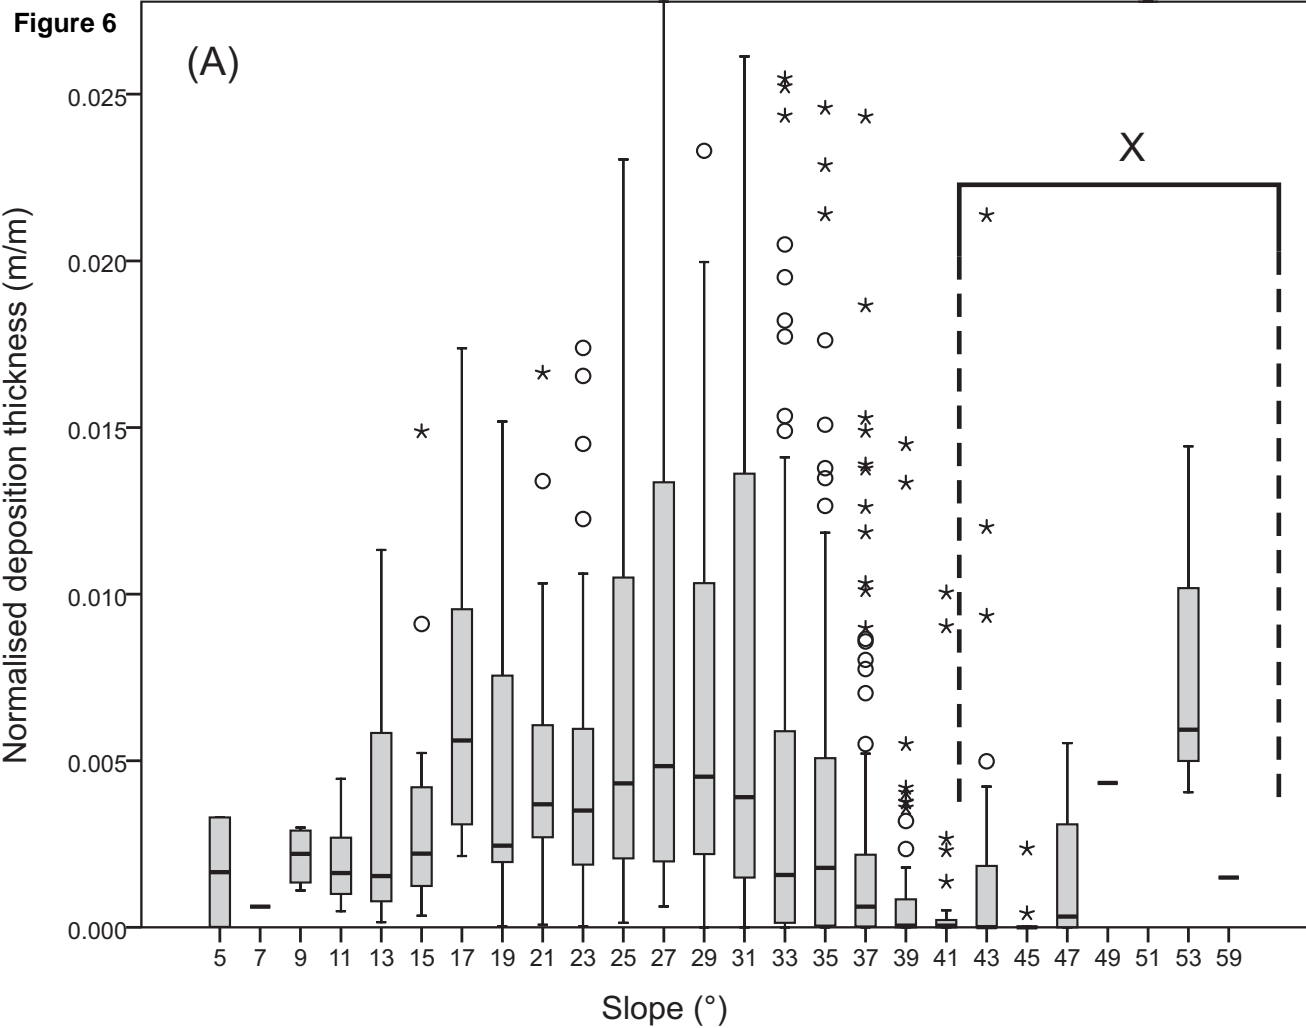 Figure 6
(A)
X
Normalised deposition thickness (m/m)
0.025
0.020
0.015
0.010
0.005
0.000
5 7 9 11 13 15 17 19 21 23 25 27 29 31 33 35 37 39 41 43 45 47 49 51 53 59
Slope (°)